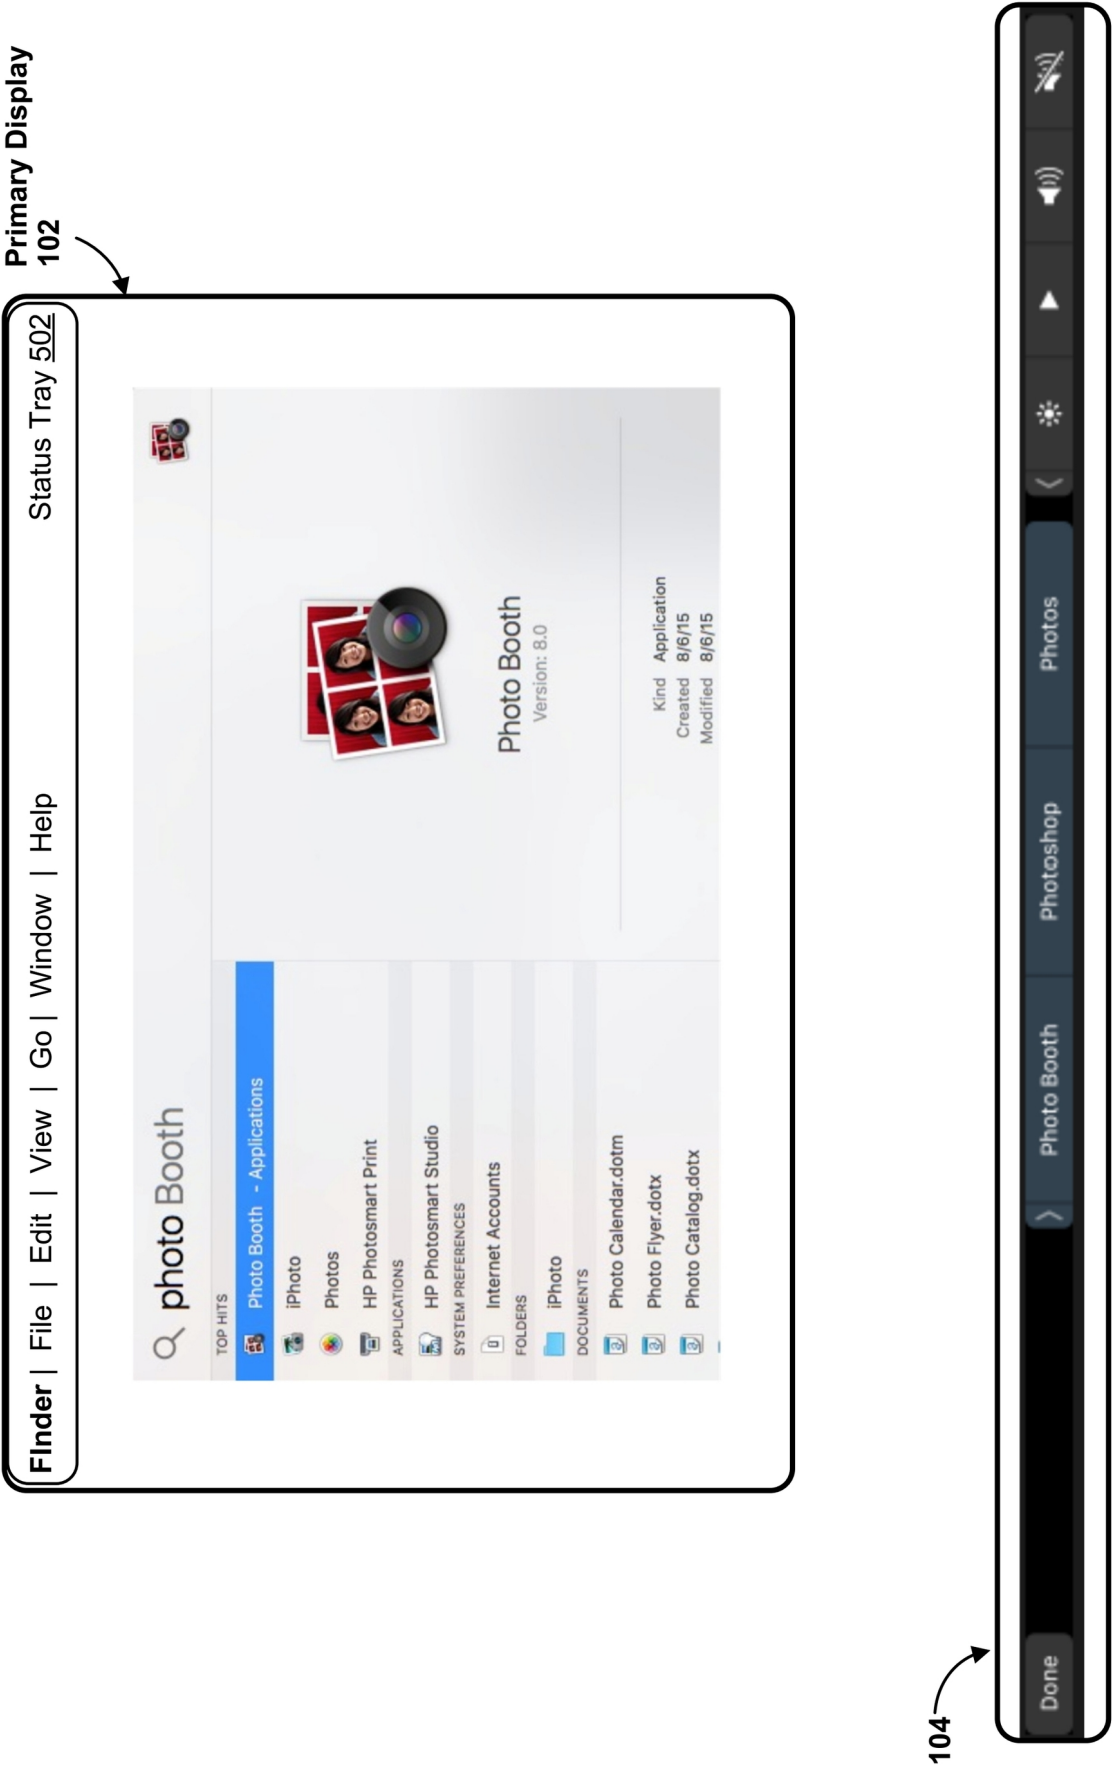 Primary Display
102
FInder | File | Edit | View | Go | Window | Help
Status Tray 502
photo Booth
TOP HITS
Photo Booth - Applications
iPhoto
Photos
HP Photosmart Print
APPLICATIONS
HP Photosmart Studio
SYSTEM PREFERENCES
Internet Accounts
FOLDERS
iPhoto
DOCUMENTS
Photo Calendar.dotm
Photo Flyer.dotx
Photo Catalog.dotx
Photo Booth
Version: 8.0
Kind Application
Created 8/6/15
Modified 8/6/15
104
Done
Photo Booth
Photoshop
Photos